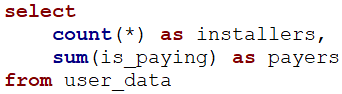 select
    count(*) as installers,
    sum(is_paying) as payers
from user_data